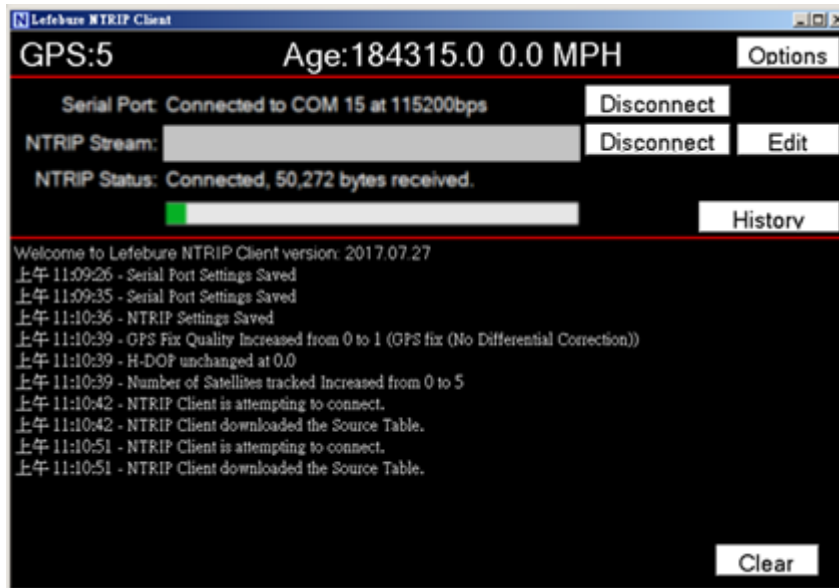 Lefebure NTRIP Client
GPS:5 Age:184315.0 0.0 MPH Options
Serial Port: Connected to COM 15 at 115200bps Disconnect
NTRIP Stream: Disconnect Edit
NTRIP Status: Connected, 50,272 bytes received.
History
Welcome to Lefebure NTRIP Client version: 2017.07.27
上午 11:09:26 - Serial Port Settings Saved
上午 11:09:35 - Serial Port Settings Saved
上午 11:10:36 - NTRIP Settings Saved
上午 11:10:39 - GPS Fix Quality Increased from 0 to 1 (GPS fix (No Differential Correction))
上午 11:10:39 - H-DOP unchanged at 0.0
上午 11:10:39 - Number of Satellites tracked Increased from 0 to 5
上午 11:10:42 - NTRIP Client is attempting to connect.
上午 11:10:42 - NTRIP Client downloaded the Source Table.
上午 11:10:51 - NTRIP Client is attempting to connect.
上午 11:10:51 - NTRIP Client downloaded the Source Table.
Clear